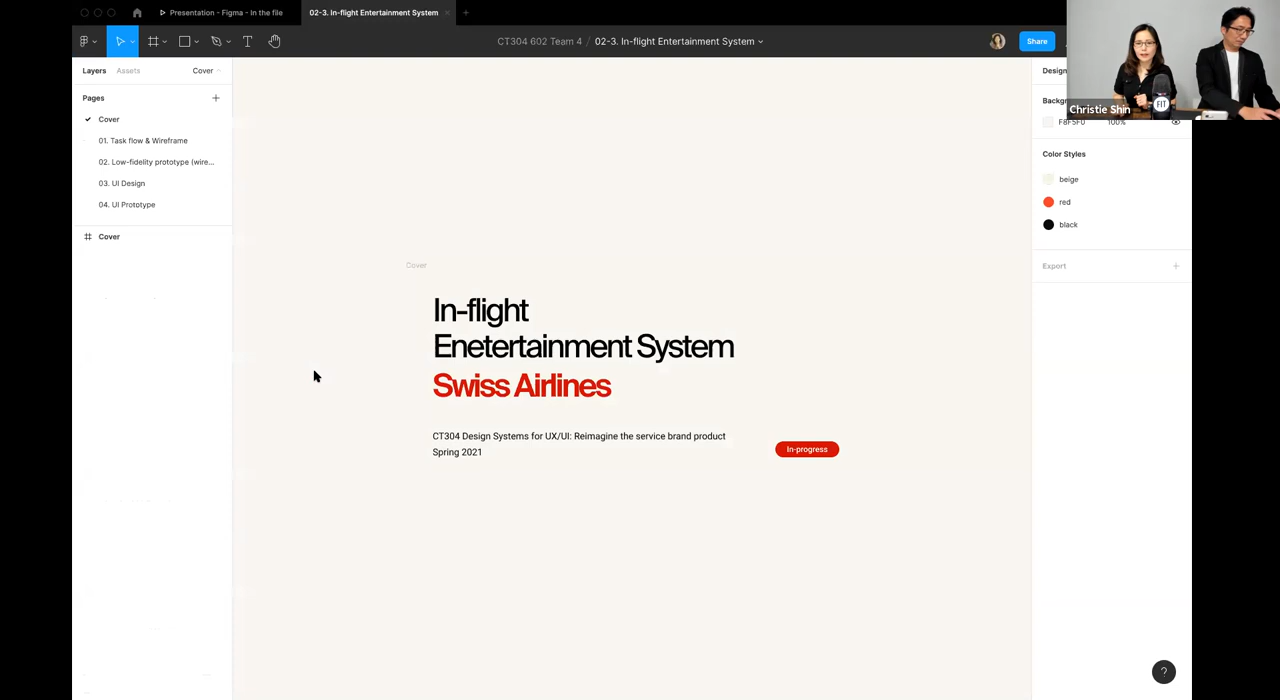 Presentation - Figma - In the file
02-3. In-flight Entertainment System
CT304 602 Team 4 / 02-3. In-flight Entertainment System
Share
Layers
Assets
Cover
Pages
Cover
01. Task flow & Wireframe
02. Low-fidelity prototype (wire...
03. UI Design
04. UI Prototype
Cover
Cover
In-flight
Enetertainment System
Swiss Airlines
CT304 Design Systems for UX/UI: Reimagine the service brand product
Spring 2021
In-progress
Christie Shin
FIT
Design
Backg
F8F5F0
100%
Color Styles
beige
red
black
Export
?